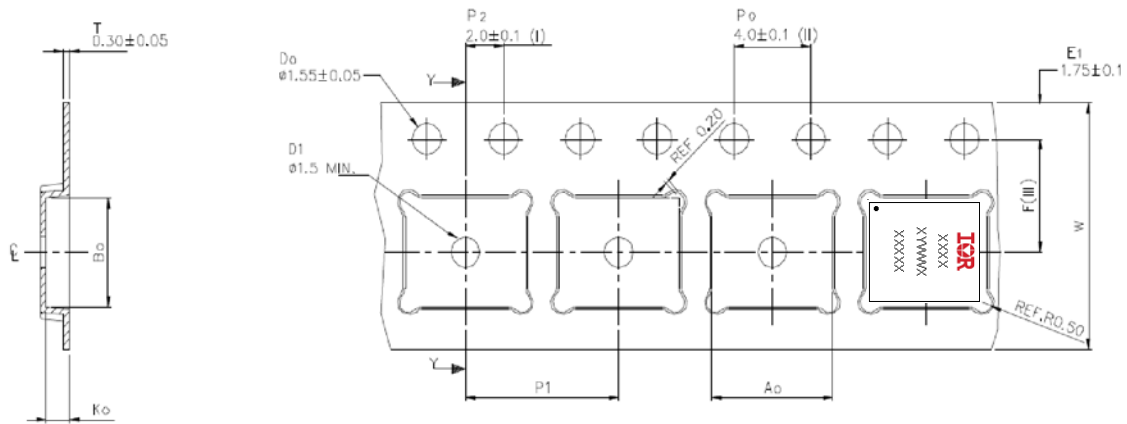 T
0.30±0.05
P2
2.0±0.1 (I)
Po
4.0±0.1 (II)
E1
1.75±0.1
Do
ø1.55±0.05
Y
D1
ø1.5 MIN.
REF 0.20
F(III)
W
℄
Bo
IOR
XXXX
XYWWX
XXXXX
REF.R0.50
Y
P1
Ao
Ko